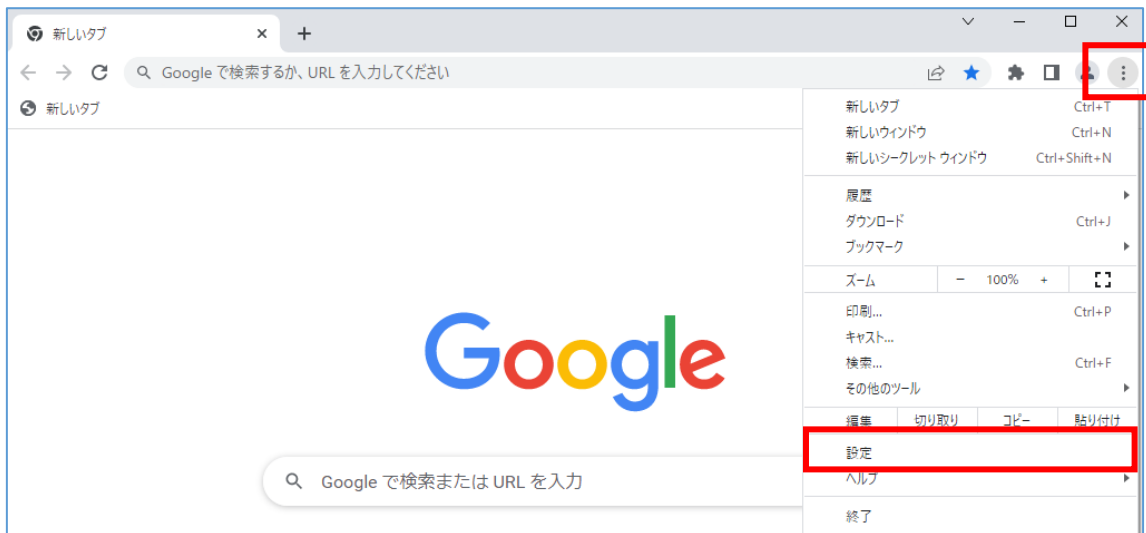 新しいタブ
Google で検索するか、URL を入力してください
新しいタブ
新しいタブ Ctrl+T
新しいウィンドウ Ctrl+N
新しいシークレット ウィンドウ Ctrl+Shift+N
履歴
ダウンロード Ctrl+J
ブックマーク
ズーム − 100% +
印刷... Ctrl+P
キャスト...
検索... Ctrl+F
その他のツール
編集 切り取り コピー 貼り付け
設定
ヘルプ
終了
Google
Google で検索または URL を入力